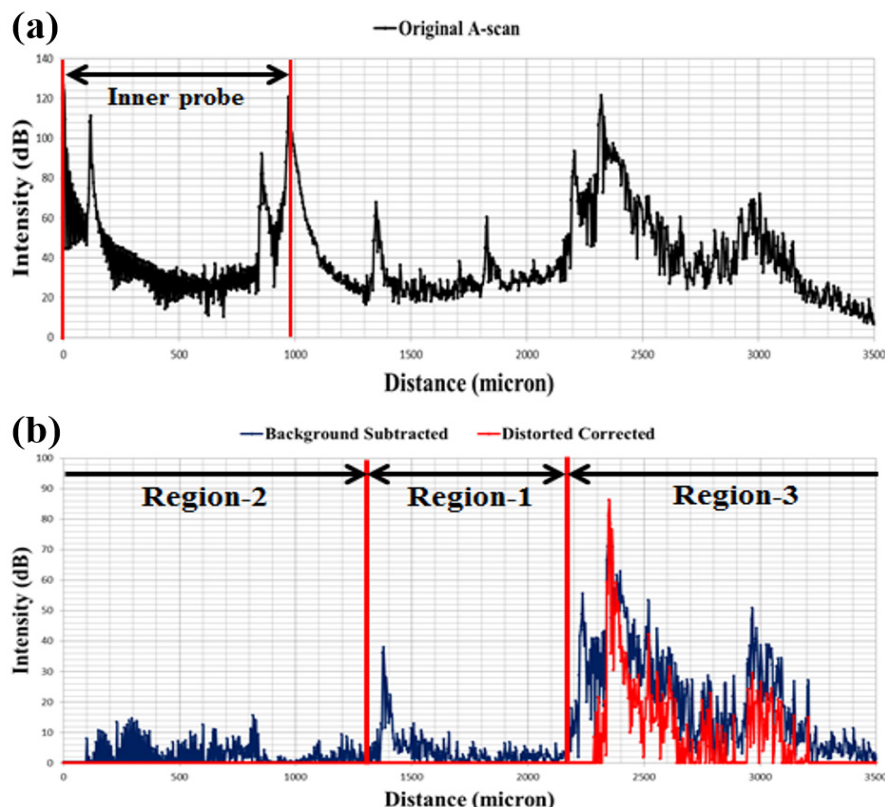 (a)
Original A-scan
Intensity (dB)
140
120
100
80
60
40
20
0
Inner probe
0 500 1000 1500 2000 2500 3000 3500
Distance (micron)
(b)
Background Subtracted Distorted Corrected
Intensity (dB)
100
90
80
70
60
50
40
30
20
10
0
Region-2 Region-1 Region-3
0 500 1000 1500 2000 2500 3000 3500
Distance (micron)